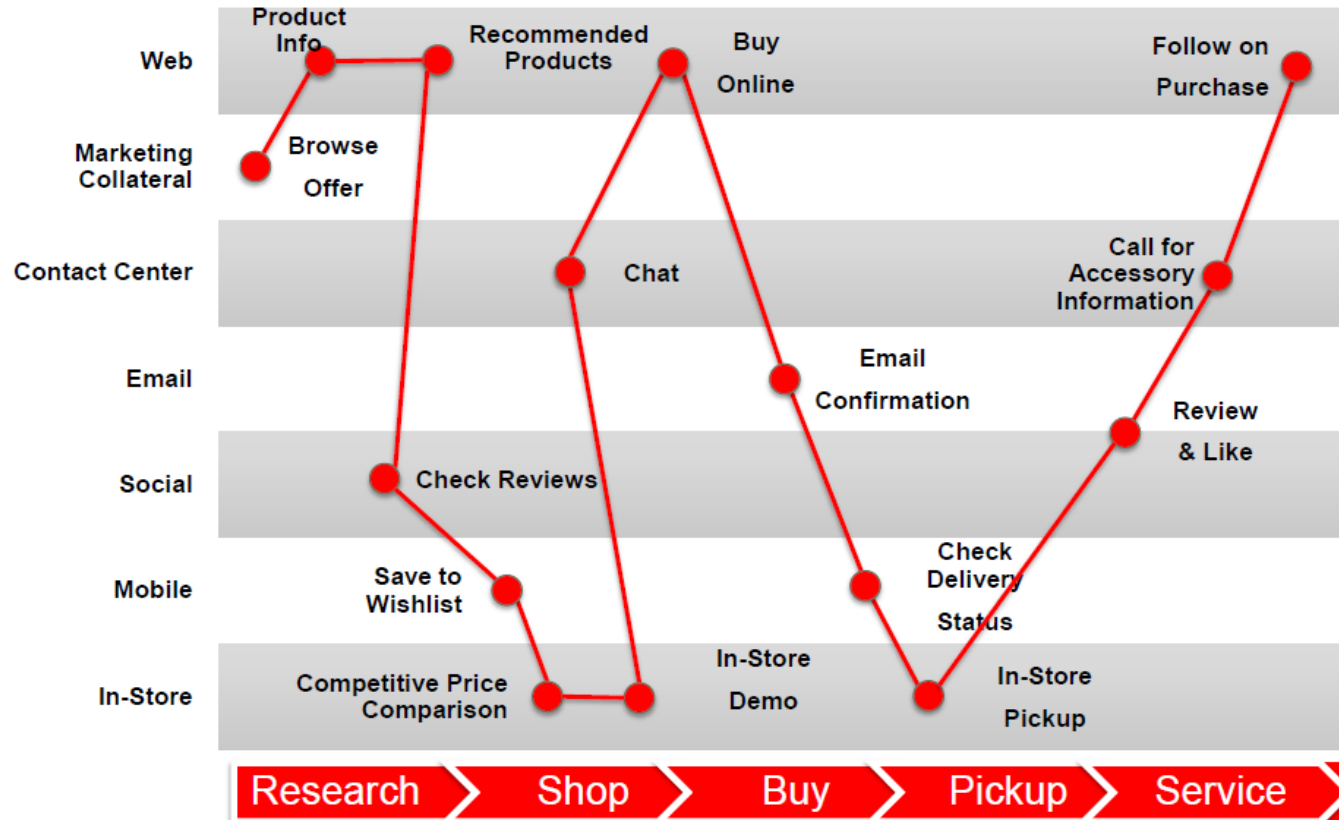 Product
Info
Recommended
Products
Buy
Online
Follow on
Purchase
Web
Marketing
Collateral
Browse
Offer
Contact Center
Chat
Call for
Accessory
Information
Email
Email
Confirmation
Review
& Like
Social
Check Reviews
Mobile
Save to
Wishlist
Check
Delivery
Status
In-Store
Competitive Price
Comparison
In-Store
Demo
In-Store
Pickup
Research
Shop
Buy
Pickup
Service